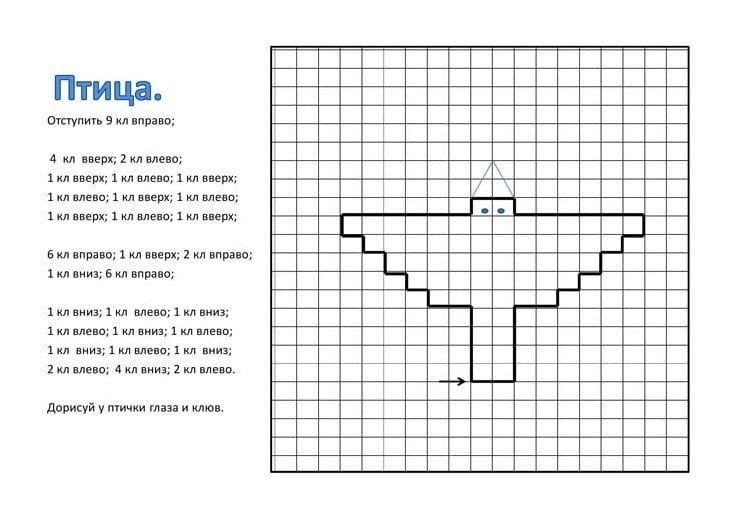 Птица.
Отступить 9 кл вправо;
4 кл вверх; 2 кл влево;
1 кл вверх; 1 кл влево; 1 кл вверх;
1 кл влево; 1 кл вверх; 1 кл влево;
1 кл вверх; 1 кл влево; 1 кл вверх;
6 кл вправо; 1 кл вверх; 2 кл вправо;
1 кл вниз; 6 кл вправо;
1 кл вниз; 1 кл влево; 1 кл вниз;
1 кл влево; 1 кл вниз; 1 кл влево;
1 кл вниз; 1 кл влево; 1 кл вниз;
2 кл влево; 4 кл вниз; 2 кл влево.
Дорисуй у птички глаза и клюв.